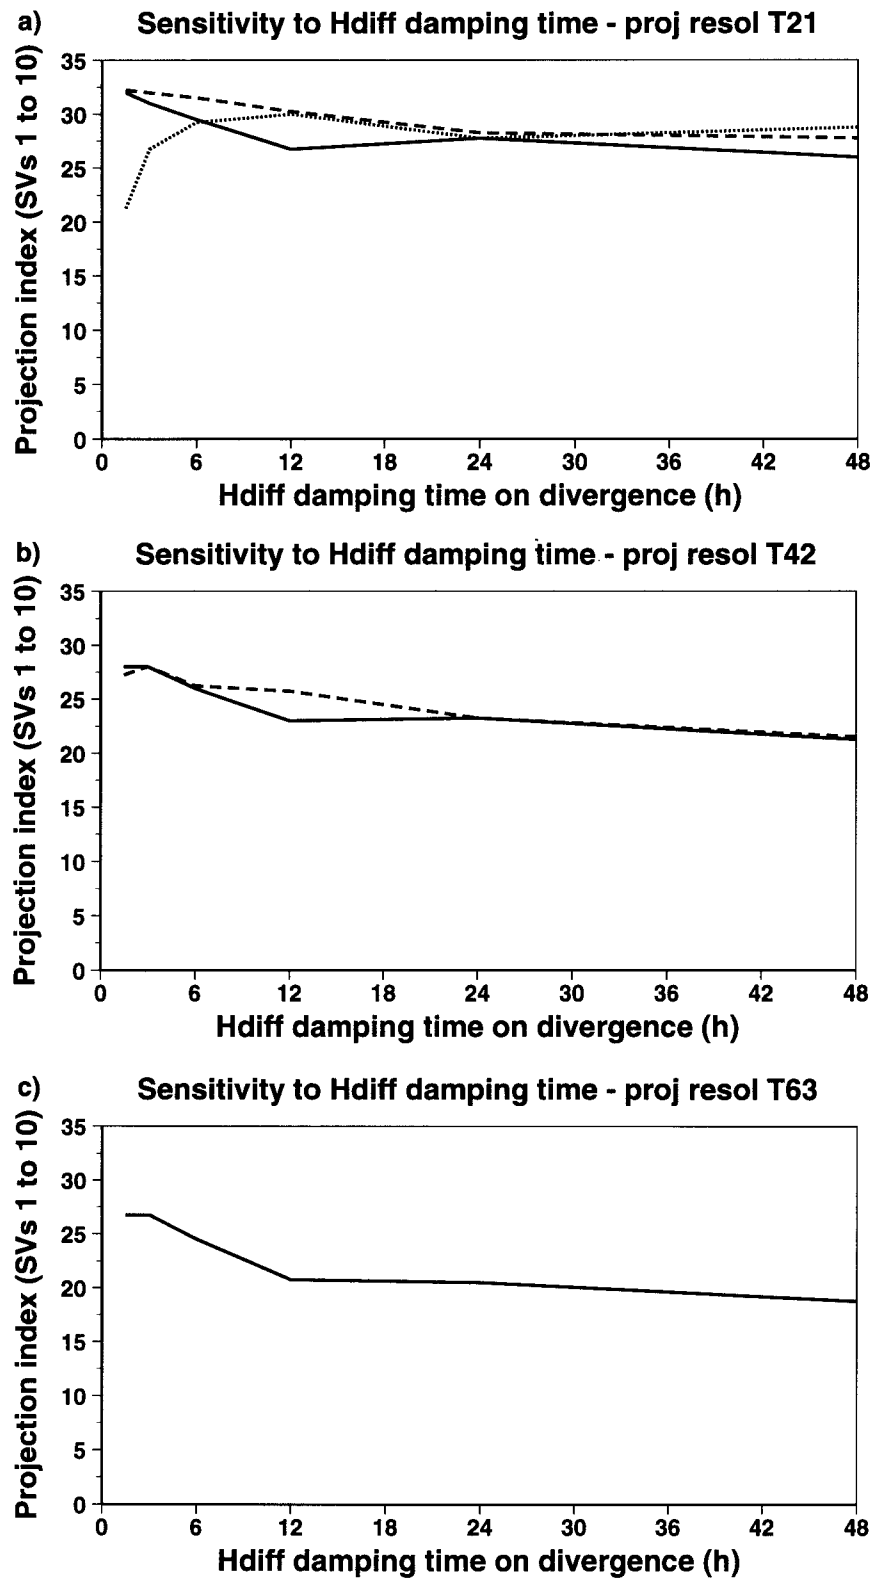 a)
Sensitivity to Hdiff damping time - proj resol T21
Projection index (SVs 1 to 10)
35
30
25
20
15
10
5
0
0 6 12 18 24 30 36 42 48
Hdiff damping time on divergence (h)
b)
Sensitivity to Hdiff damping time - proj resol T42
Projection index (SVs 1 to 10)
35
30
25
20
15
10
5
0
0 6 12 18 24 30 36 42 48
Hdiff damping time on divergence (h)
c)
Sensitivity to Hdiff damping time - proj resol T63
Projection index (SVs 1 to 10)
35
30
25
20
15
10
5
0
0 6 12 18 24 30 36 42 48
Hdiff damping time on divergence (h)